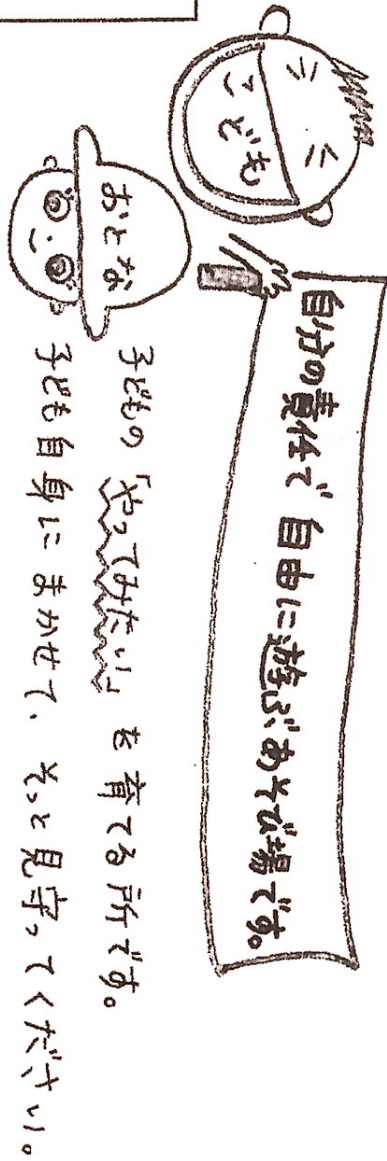 こども
自分の責任で 自由に遊ぶあそび場です。
おとな
子どもの「やってみたい」を育てる所です。
子ども自身にまかせて、そっと見守ってください。